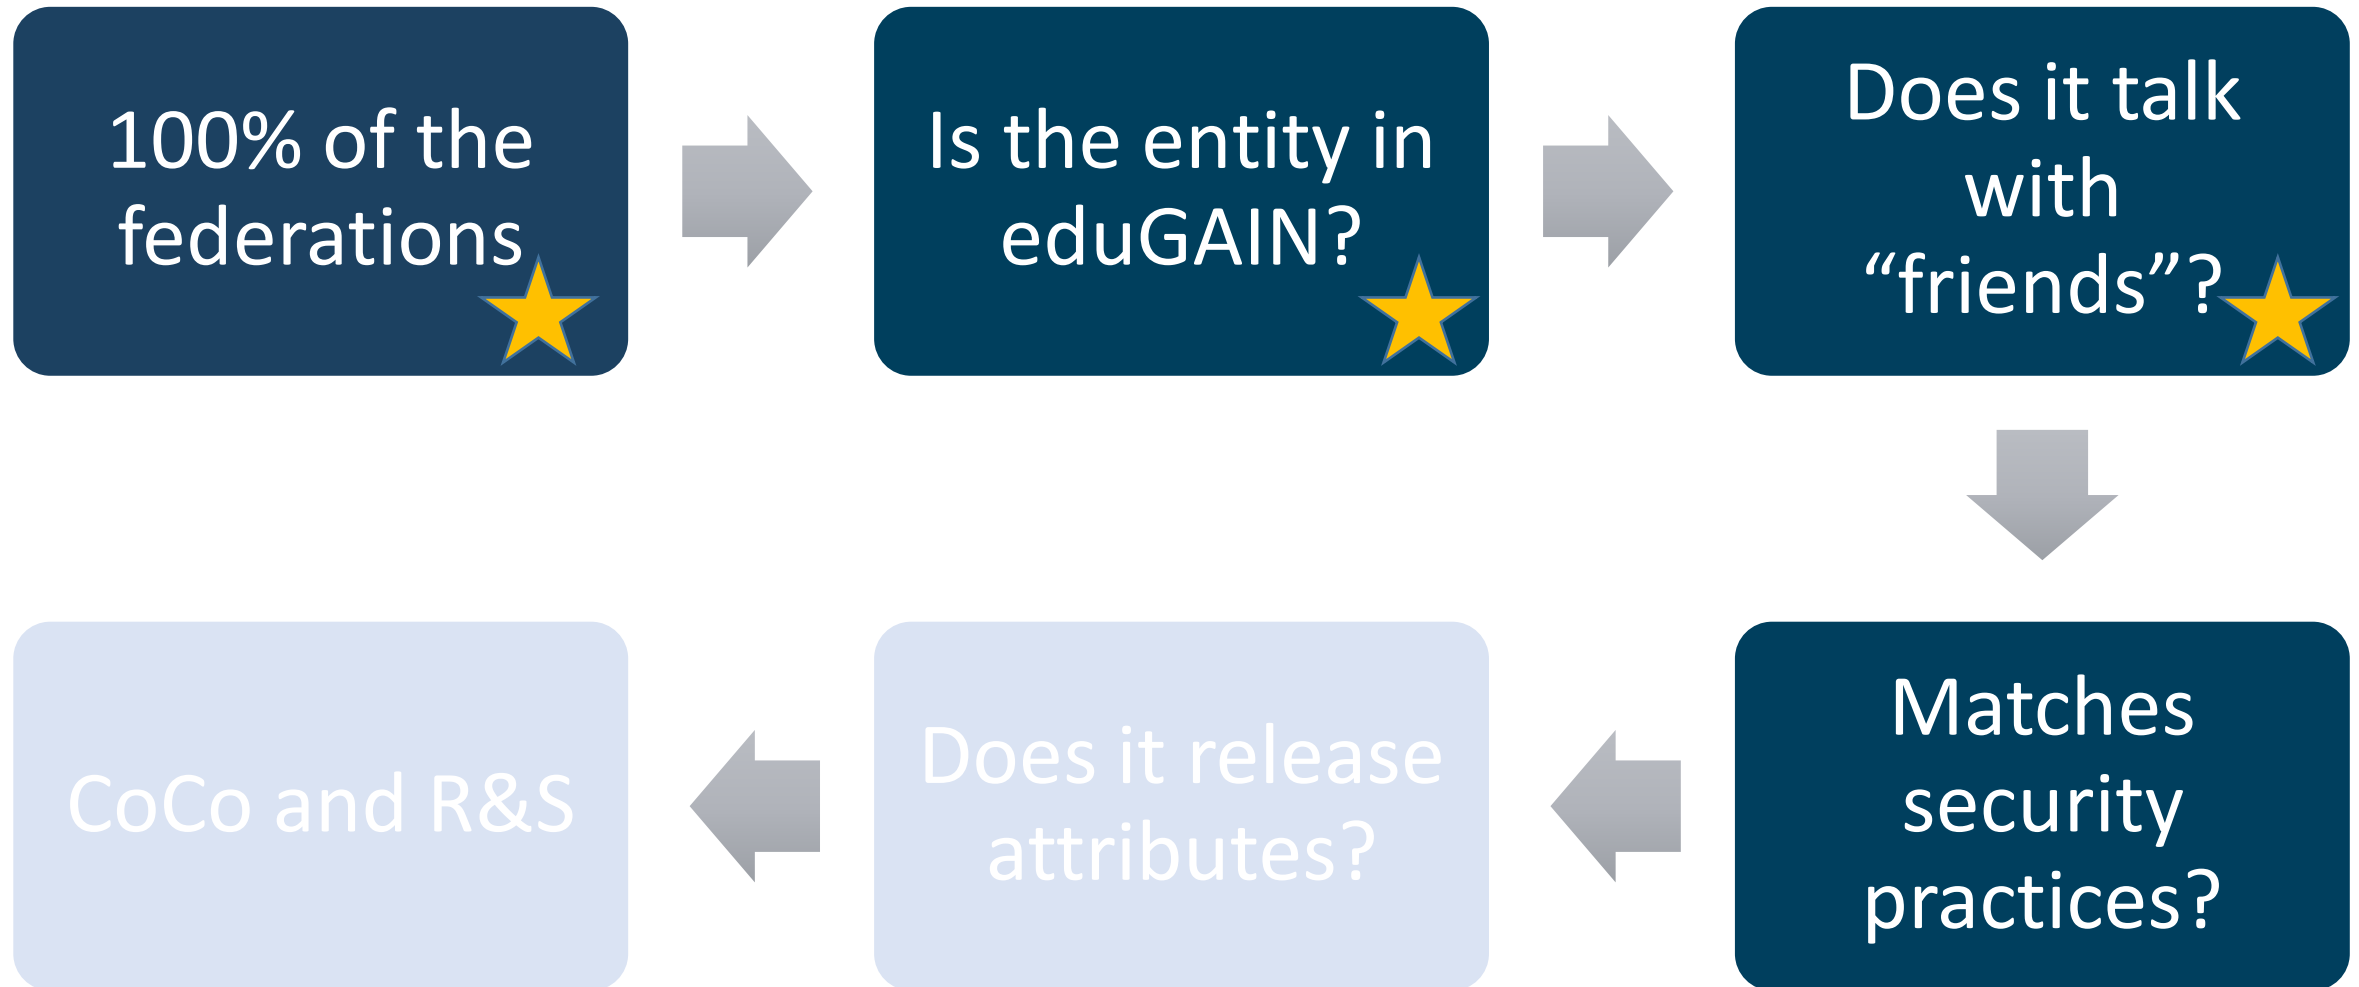 100% of the
federations
Is the entity in
eduGAIN?
Does it talk
with
“friends”?
Matches
security
practices?
Does it release
attributes?
CoCo and R&S